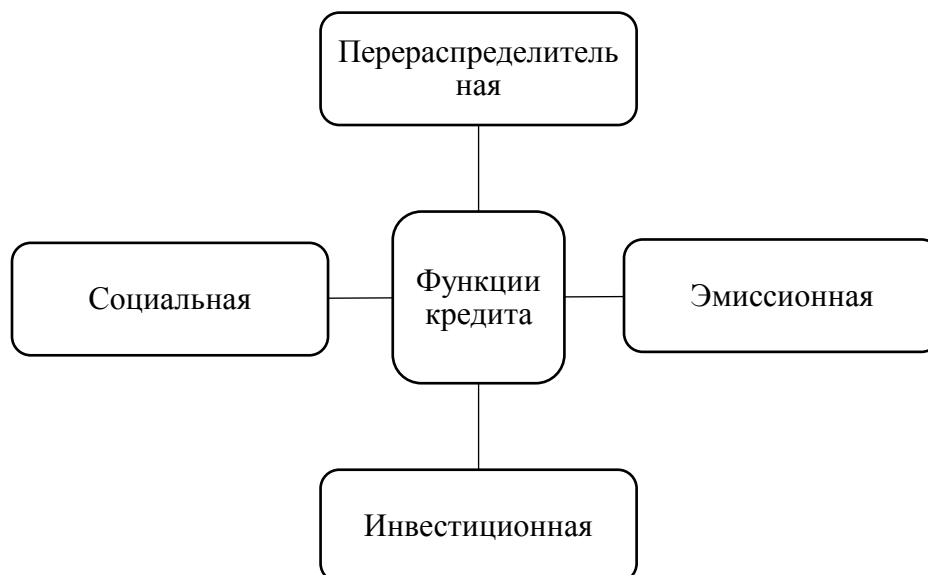 Перераспределитель
ная
Социальная
Функции
кредита
Эмиссионная
Инвестиционная